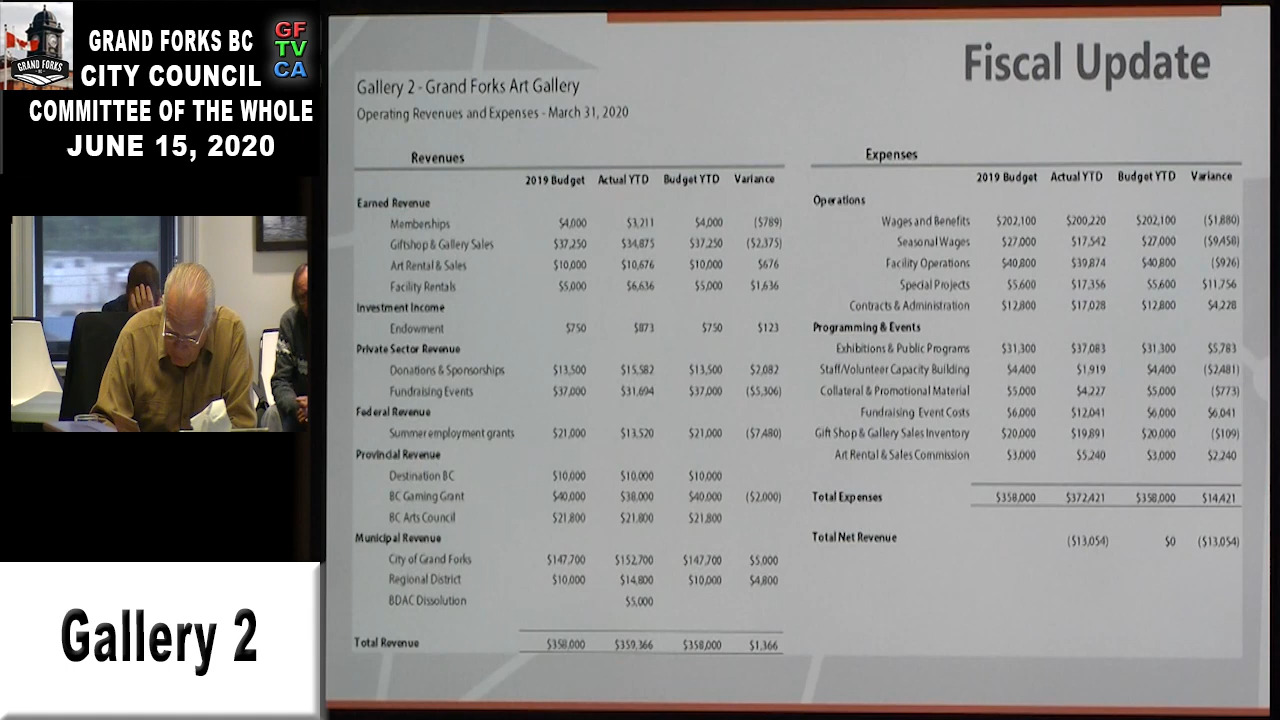 GRAND FORKS BC
CITY COUNCIL
COMMITTEE OF THE WHOLE
JUNE 15, 2020
GF
TV
CA
GRAND FORKS
Gallery 2
Fiscal Update
Gallery 2 - Grand Forks Art Gallery
Operating Revenues and Expenses - March 31, 2020
Revenues
2019 Budget Actual YTD Budget YTD Variance
Earned Revenue
Memberships $4,000 $3,211 $4,000 ($789)
Giftshop & Gallery Sales $37,250 $34,875 $37,250 ($2,375)
Art Rental & Sales $10,000 $10,676 $10,000 $676
Facility Rentals $5,000 $6,636 $5,000 $1,636
Investment Income
Endowment $750 $873 $750 $123
Private Sector Revenue
Donations & Sponsorships $13,500 $15,582 $13,500 $2,082
Fundraising Events $37,000 $31,694 $37,000 ($5,306)
Federal Revenue
Summer employment grants $21,000 $13,520 $21,000 ($7,480)
Provincial Revenue
Destination BC $10,000 $10,000 $10,000
BC Gaming Grant $40,000 $38,000 $40,000 ($2,000)
BC Arts Council $21,800 $21,800 $21,800
Municipal Revenue
City of Grand Forks $147,700 $152,700 $147,700 $5,000
Regional District $10,000 $14,800 $10,000 $4,800
BDAC Dissolution $5,000
Total Revenue $358,000 $359,366 $358,000 $1,366
Expenses
2019 Budget Actual YTD Budget YTD Variance
Operations
Wages and Benefits $202,100 $200,220 $202,100 ($1,880)
Seasonal Wages $27,000 $17,542 $27,000 ($9,458)
Facility Operations $40,800 $39,874 $40,800 ($926)
Special Projects $5,600 $17,356 $5,600 $11,756
Contracts & Administration $12,800 $17,028 $12,800 $4,228
Programming & Events
Exhibitions & Public Programs $31,300 $37,083 $31,300 $5,783
Staff/Volunteer Capacity Building $4,400 $1,919 $4,400 ($2,481)
Collateral & Promotional Material $5,000 $4,227 $5,000 ($773)
Fundraising Event Costs $6,000 $12,041 $6,000 $6,041
Gift Shop & Gallery Sales Inventory $20,000 $19,891 $20,000 ($109)
Art Rental & Sales Commission $3,000 $5,240 $3,000 $2,240
Total Expenses $358,000 $372,421 $358,000 $14,421
Total Net Revenue ($13,054) $0 ($13,054)